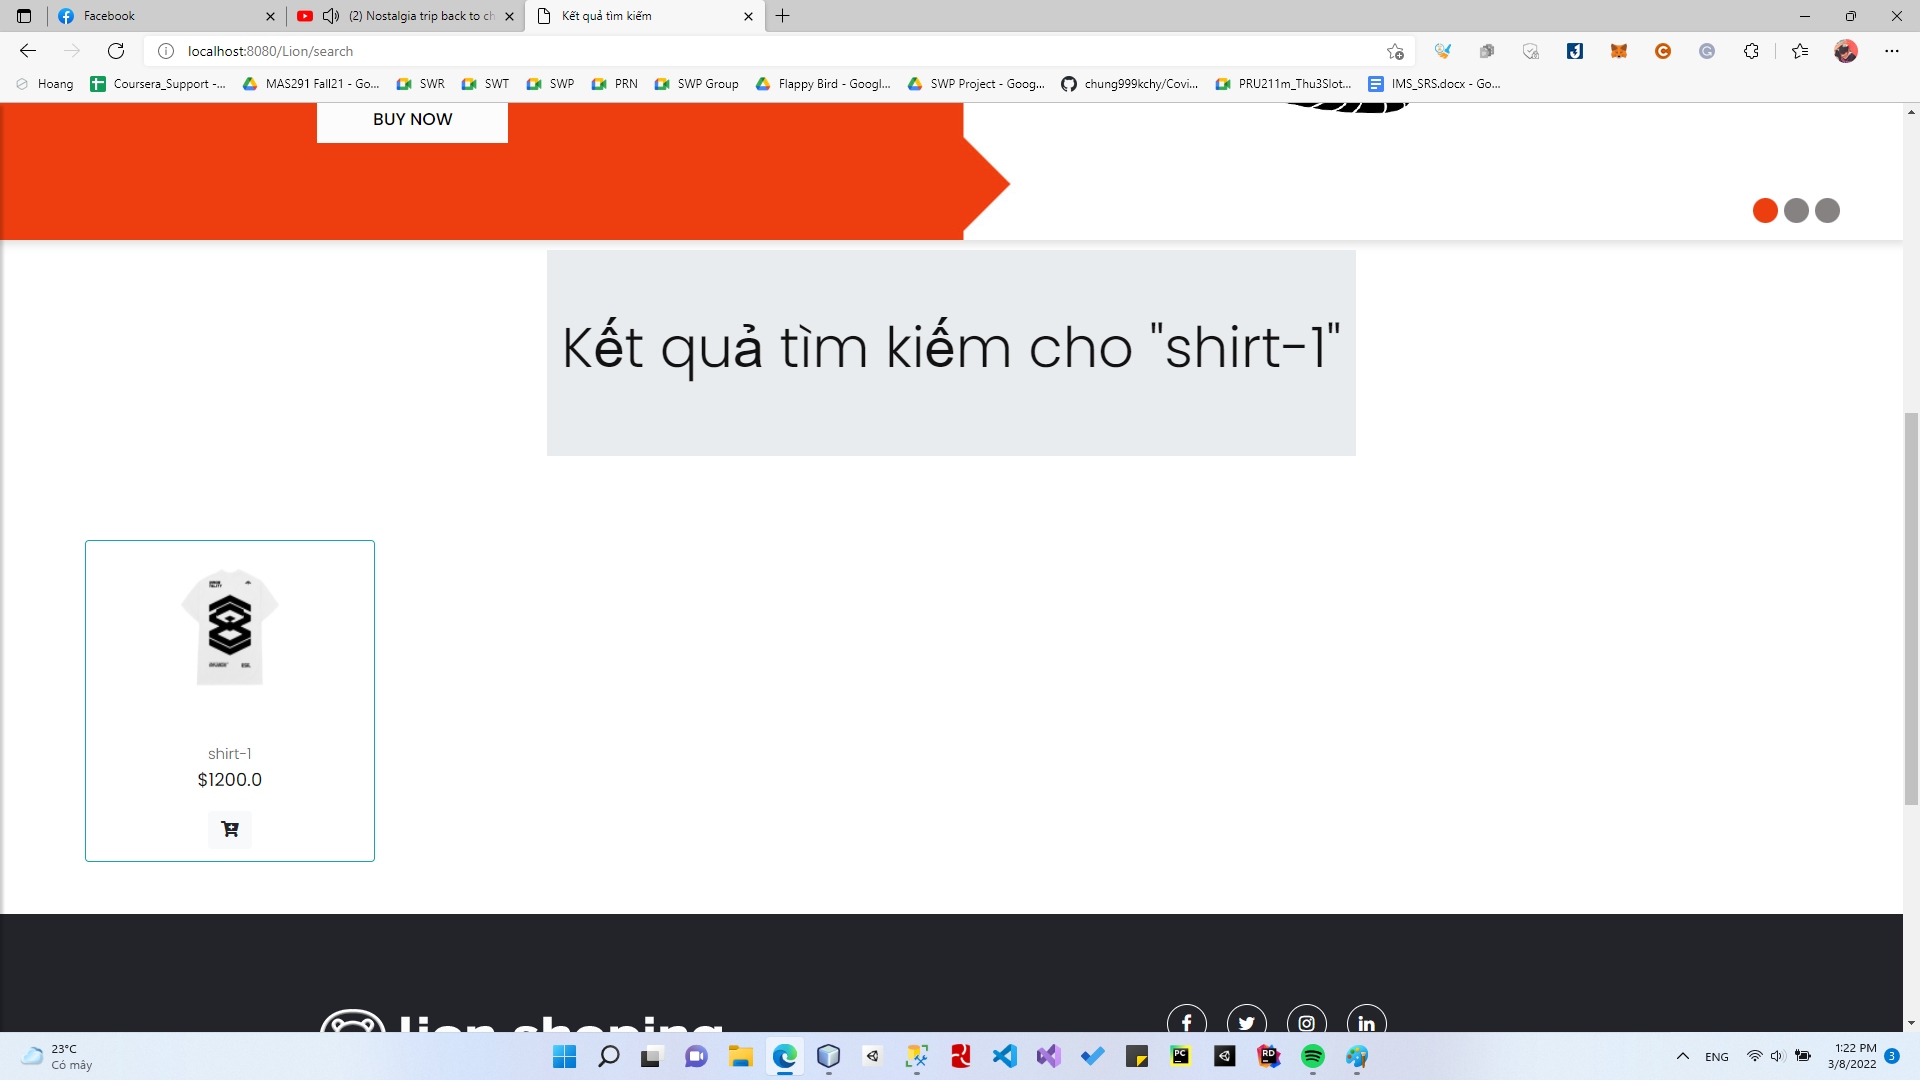 Facebook
(2) Nostalgia trip back to ch
Kết quả tìm kiếm
localhost:8080/Lion/search
Hoang
Coursera_Support -...
MAS291 Fall21 - Go...
SWR
SWT
SWP
PRN
SWP Group
Flappy Bird - Googl...
SWP Project - Goog...
chung999kchy/Covi...
PRU211m_Thu3Slot...
IMS_SRS.docx - Go...
BUY NOW
Kết quả tìm kiếm cho "shirt-1"
shirt-1
$1200.0
lion shoping
23°C
Có mây
ENG
1:22 PM
3/8/2022
3